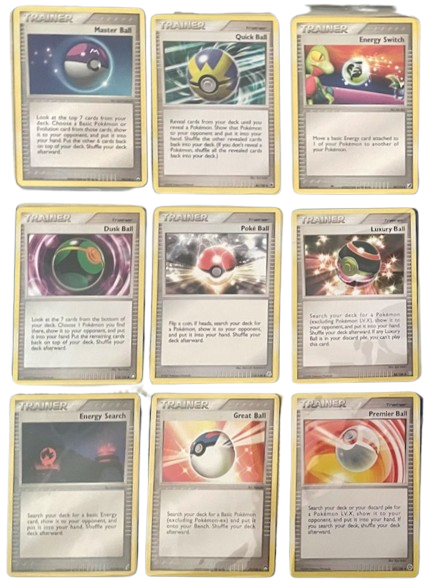 TRAINER
Master Ball
Look at the top 7 cards from your
deck. Choose a Basic Pokémon or
Evolution card from those cards, show
it to your opponent, and put it into
your hand. Put the other 6 cards back
on top of your deck. Shuffle your deck
afterward.
TRAINER
Quick Ball
Reveal cards from your deck until you
reveal a Pokémon. Show that Pokémon
to your opponent and put it into your
hand. Shuffle the other revealed cards
back into your deck. (If you don't reveal
a Pokémon, shuffle all the revealed cards
back into your deck.)
TRAINER
Energy Switch
Move a basic Energy card attached to
1 of your Pokémon to another of
your Pokémon.
TRAINER
Dusk Ball
Look at the 7 cards from the bottom of
your deck. Choose 1 Pokémon you find
there, show it to your opponent, and put
it into your hand. Put the remaining cards
back on top of your deck. Shuffle your deck
afterward.
TRAINER
Poké Ball
Flip a coin. If heads, search your deck for
a Pokémon, show it to your opponent,
and put it into your hand. Shuffle your
deck afterward.
TRAINER
Luxury Ball
Search your deck for a Pokémon
(excluding Pokémon LV.X), show it to
your opponent, and put it into your hand.
Shuffle your deck afterward. If any Luxury
Ball is in your discard pile, you can't play
this card.
TRAINER
Energy Search
Search your deck for a basic Energy
card, show it to your opponent, and
put it into your hand. Shuffle your
deck afterward.
TRAINER
Great Ball
Search your deck for a Basic Pokémon
(excluding Pokémon-ex) and put it
onto your Bench. Shuffle your deck
afterward.
TRAINER
Premier Ball
Search your deck or your discard pile for
a Pokémon LV.X, show it to your
opponent, and put it into your hand. If
you search your deck, shuffle your deck
afterward.